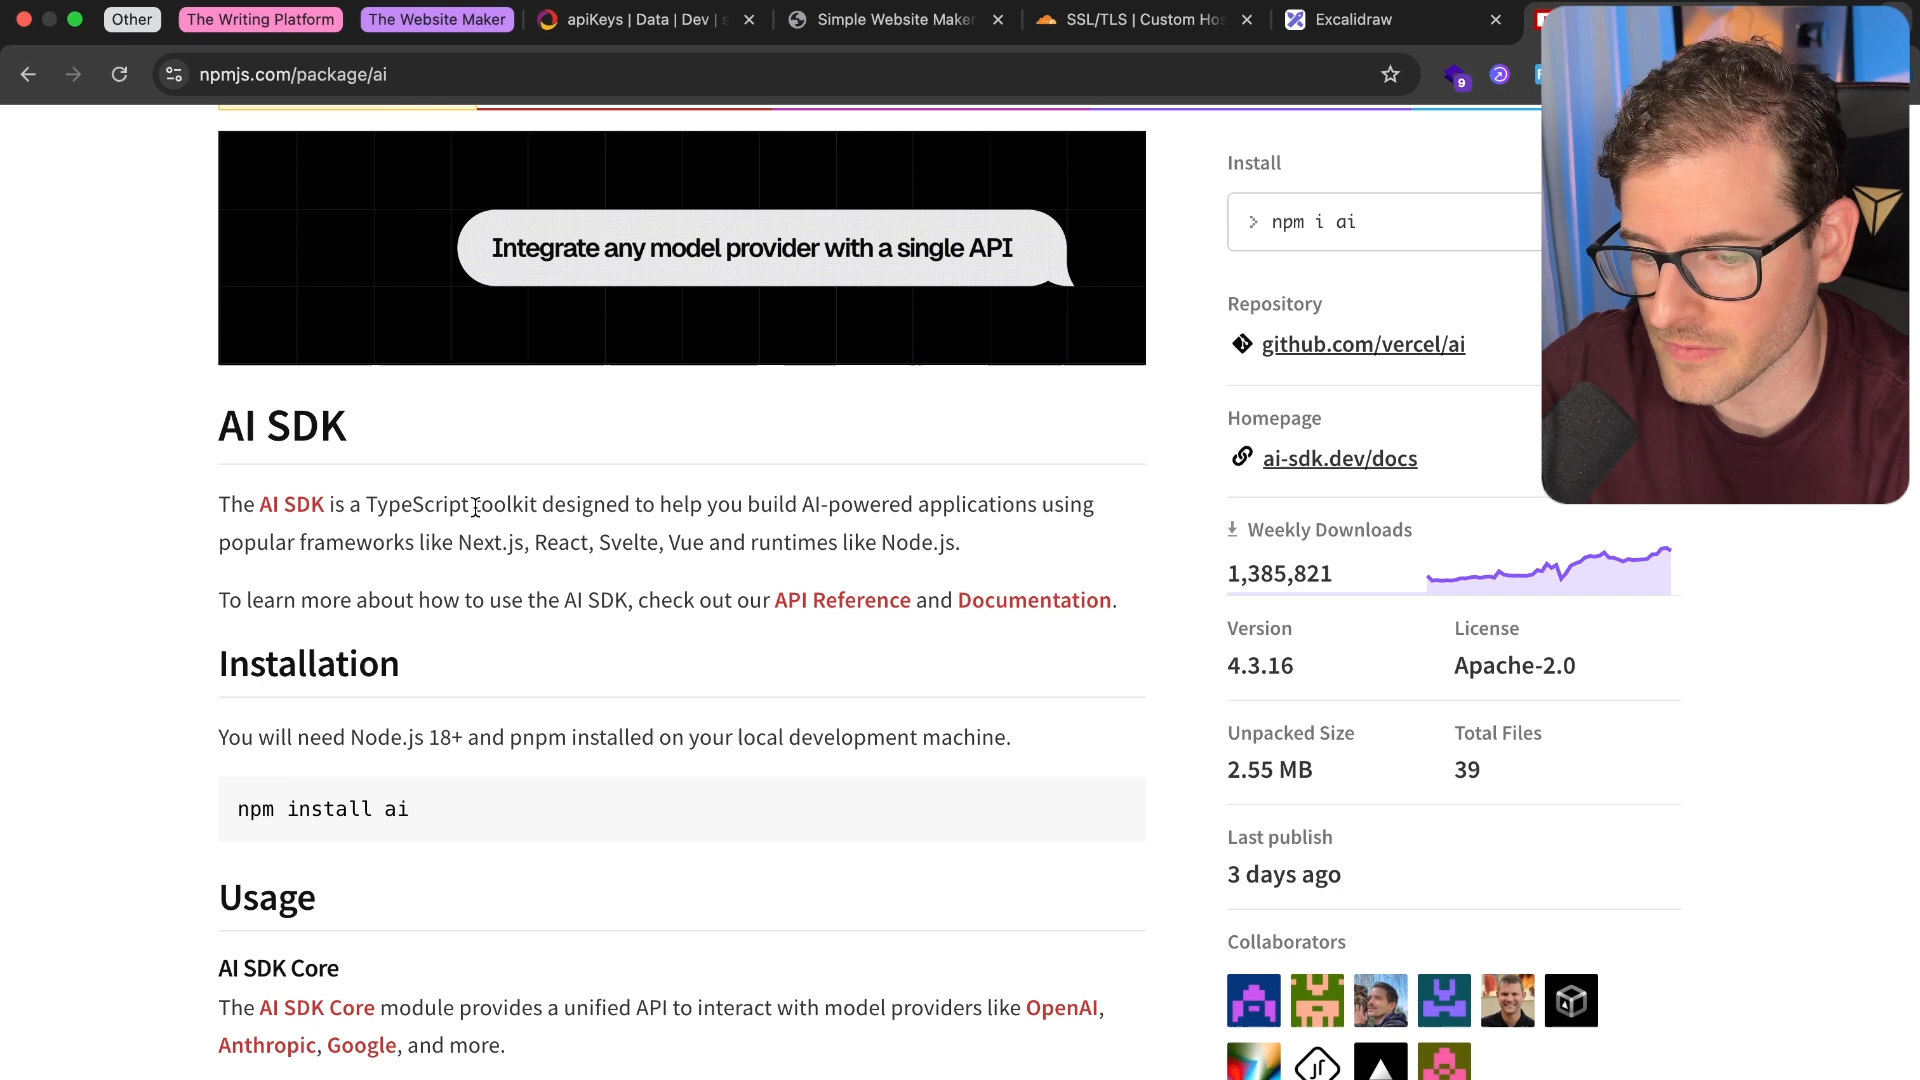 Other
The Writing Platform
The Website Maker
apiKeys | Data | Dev |
Simple Website Maker
SSL/TLS | Custom Hos
Excalidraw
npmjs.com/package/ai
9
Integrate any model provider with a single API
AI SDK
The AI SDK is a TypeScript toolkit designed to help you build AI-powered applications using
popular frameworks like Next.js, React, Svelte, Vue and runtimes like Node.js.
To learn more about how to use the AI SDK, check out our API Reference and Documentation.
Installation
You will need Node.js 18+ and pnpm installed on your local development machine.
npm install ai
Usage
AI SDK Core
The AI SDK Core module provides a unified API to interact with model providers like OpenAI,
Anthropic, Google, and more.
Install
> npm i ai
Repository
github.com/vercel/ai
Homepage
ai-sdk.dev/docs
Weekly Downloads
1,385,821
Version
License
4.3.16
Apache-2.0
Unpacked Size
Total Files
2.55 MB
39
Last publish
3 days ago
Collaborators